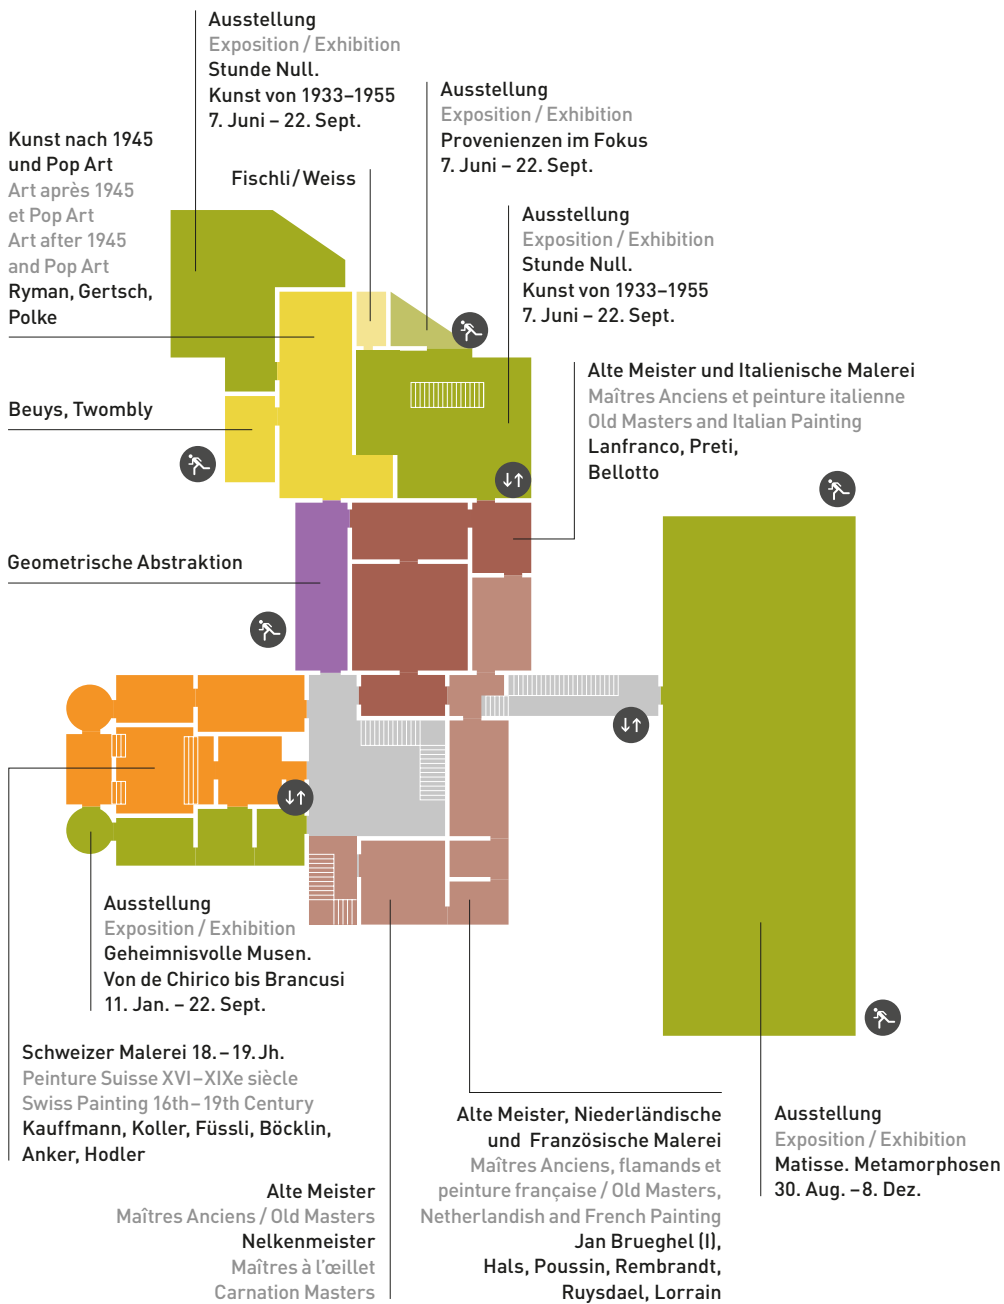 Ausstellung
Exposition / Exhibition
Stunde Null.
Kunst von 1933–1955
7. Juni – 22. Sept.
Ausstellung
Exposition / Exhibition
Provenienzen im Fokus
7. Juni – 22. Sept.
Kunst nach 1945
und Pop Art
Art après 1945
et Pop Art
Art after 1945
and Pop Art
Ryman, Gertsch,
Polke
Fischli / Weiss
Ausstellung
Exposition / Exhibition
Stunde Null.
Kunst von 1933–1955
7. Juni – 22. Sept.
Alte Meister und Italienische Malerei
Maîtres Anciens et peinture italienne
Old Masters and Italian Painting
Lanfranco, Preti,
Bellotto
Beuys, Twombly
Geometrische Abstraktion
Ausstellung
Exposition / Exhibition
Geheimnisvolle Musen.
Von de Chirico bis Brancusi
11. Jan. – 22. Sept.
Schweizer Malerei 18. – 19. Jh.
Peinture Suisse XVI – XIXe siècle
Swiss Painting 16th – 19th Century
Kauffmann, Koller, Füssli, Böcklin,
Anker, Hodler
Alte Meister
Maîtres Anciens / Old Masters
Nelkenmeister
Maîtres à l'œillet
Carnation Masters
Alte Meister, Niederländische
und Französische Malerei
Maîtres Anciens, flamands et
peinture française / Old Masters,
Netherlandish and French Painting
Jan Brueghel (I),
Hals, Poussin, Rembrandt,
Ruysdael, Lorrain
Ausstellung
Exposition / Exhibition
Matisse. Metamorphosen
30. Aug. – 8. Dez.